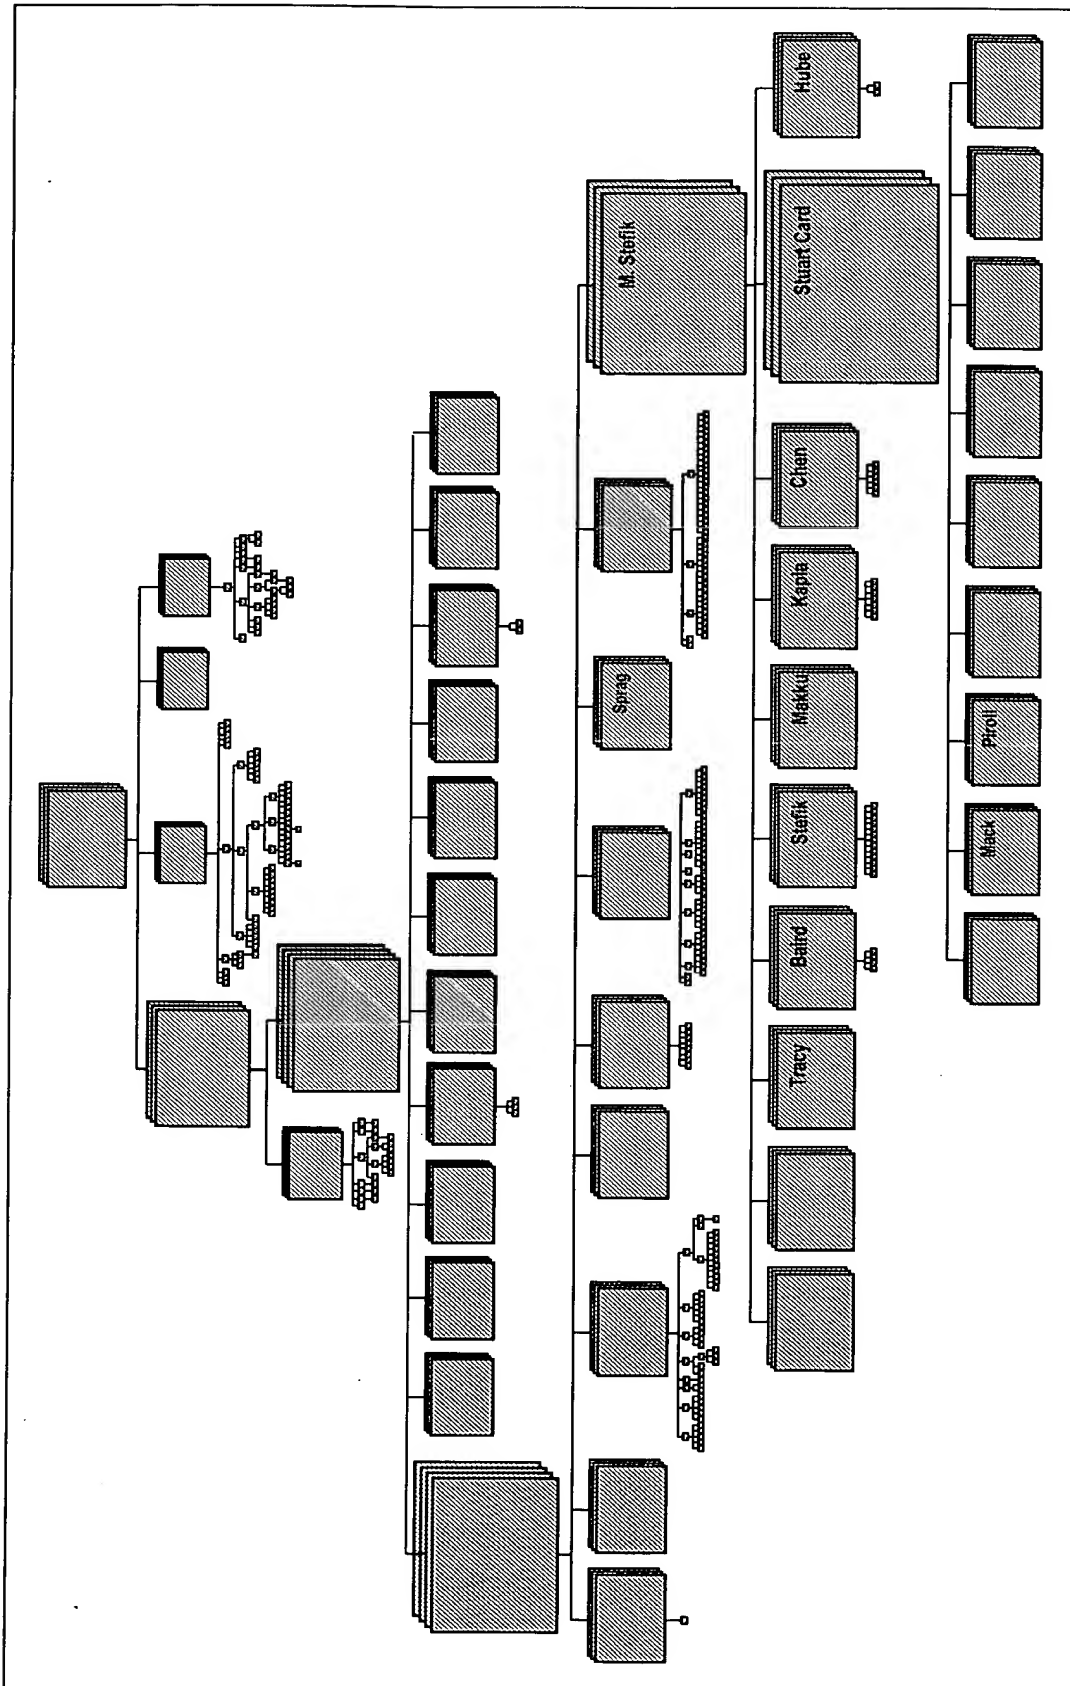 Sprag
M. Stefik
Tracy
Baird
Stefik
Makku
Kapla
Chen
Stuart Card
Hube
Mack
Piroll